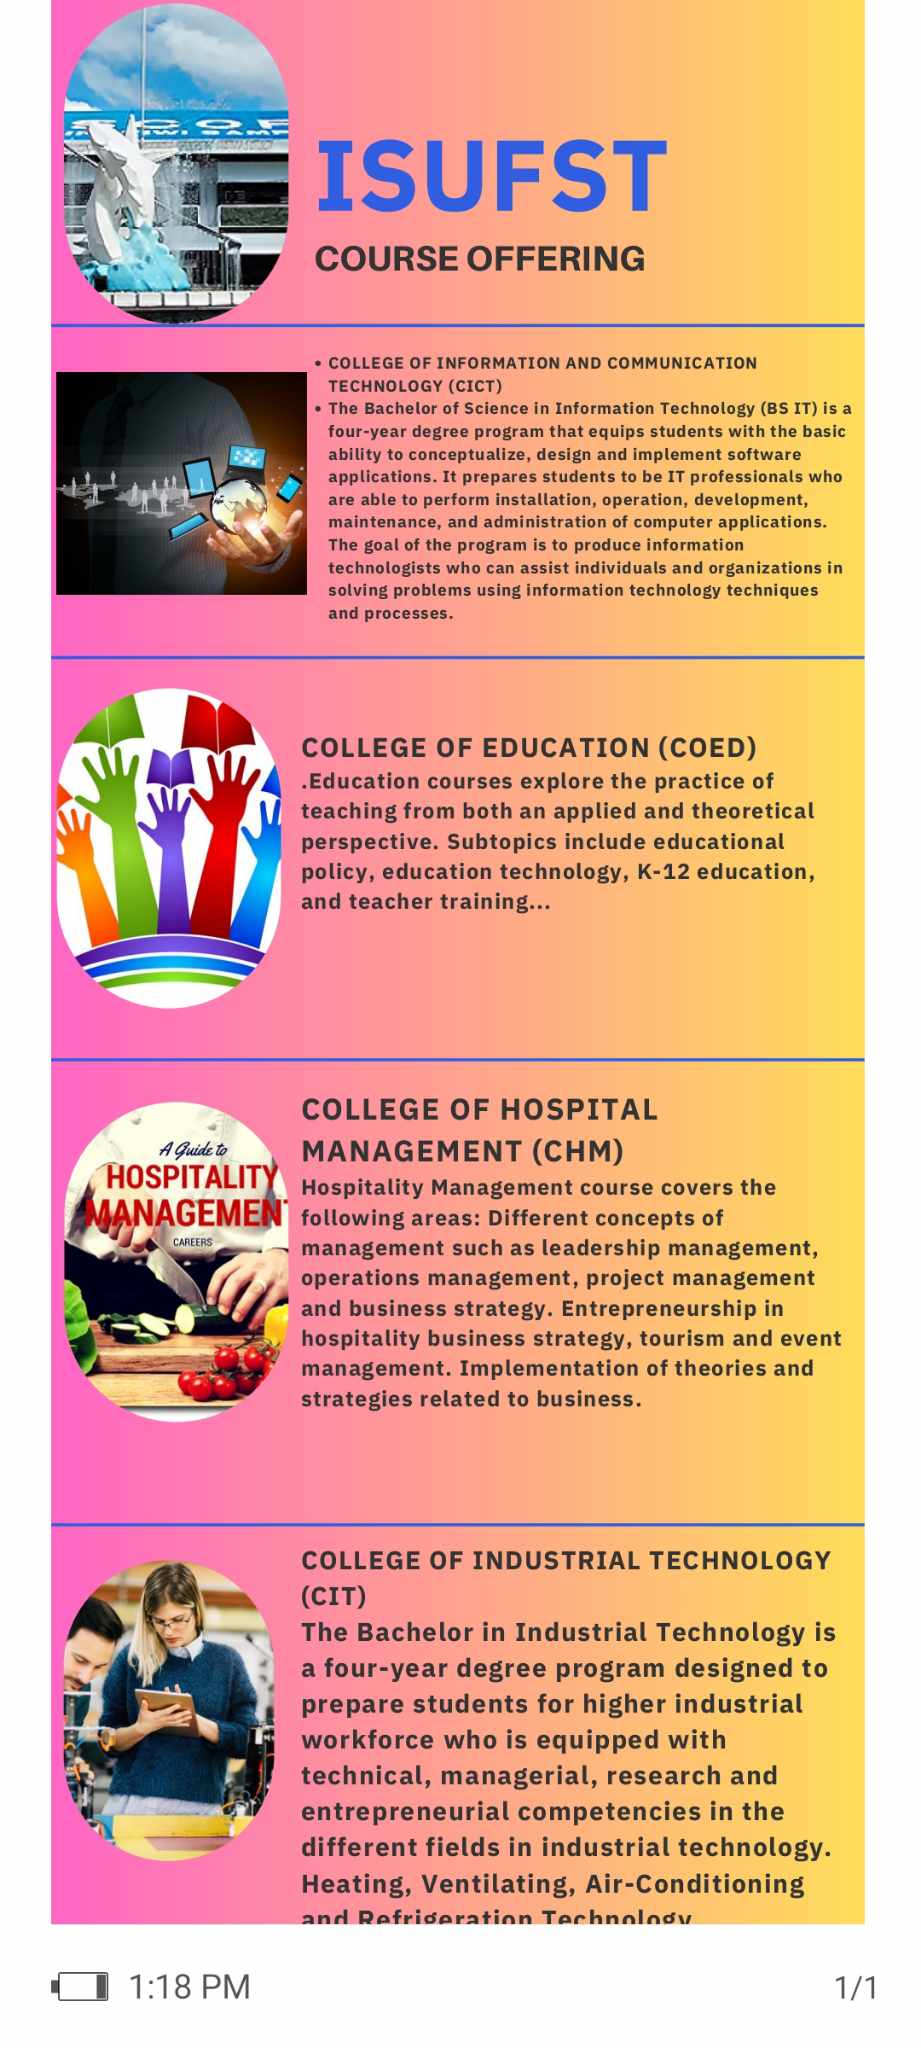 ISUFST
COURSE OFFERING
• COLLEGE OF INFORMATION AND COMMUNICATION
TECHNOLOGY (CICT)
• The Bachelor of Science in Information Technology (BS IT) is a
four-year degree program that equips students with the basic
ability to conceptualize, design and implement software
applications. It prepares students to be IT professionals who
are able to perform installation, operation, development,
maintenance, and administration of computer applications.
The goal of the program is to produce information
technologists who can assist individuals and organizations in
solving problems using information technology techniques
and processes.
COLLEGE OF EDUCATION (COED)
.Education courses explore the practice of
teaching from both an applied and theoretical
perspective. Subtopics include educational
policy, education technology, K-12 education,
and teacher training...
A Guide to
HOSPITALITY
MANAGEMENT
CAREERS
COLLEGE OF HOSPITAL
MANAGEMENT (CHM)
Hospitality Management course covers the
following areas: Different concepts of
management such as leadership management,
operations management, project management
and business strategy. Entrepreneurship in
hospitality business strategy, tourism and event
management. Implementation of theories and
strategies related to business.
COLLEGE OF INDUSTRIAL TECHNOLOGY
(CIT)
The Bachelor in Industrial Technology is
a four-year degree program designed to
prepare students for higher industrial
workforce who is equipped with
technical, managerial, research and
entrepreneurial competencies in the
different fields in industrial technology.
Heating, Ventilating, Air-Conditioning
and Refrigeration Technology
1:18 PM
1/1